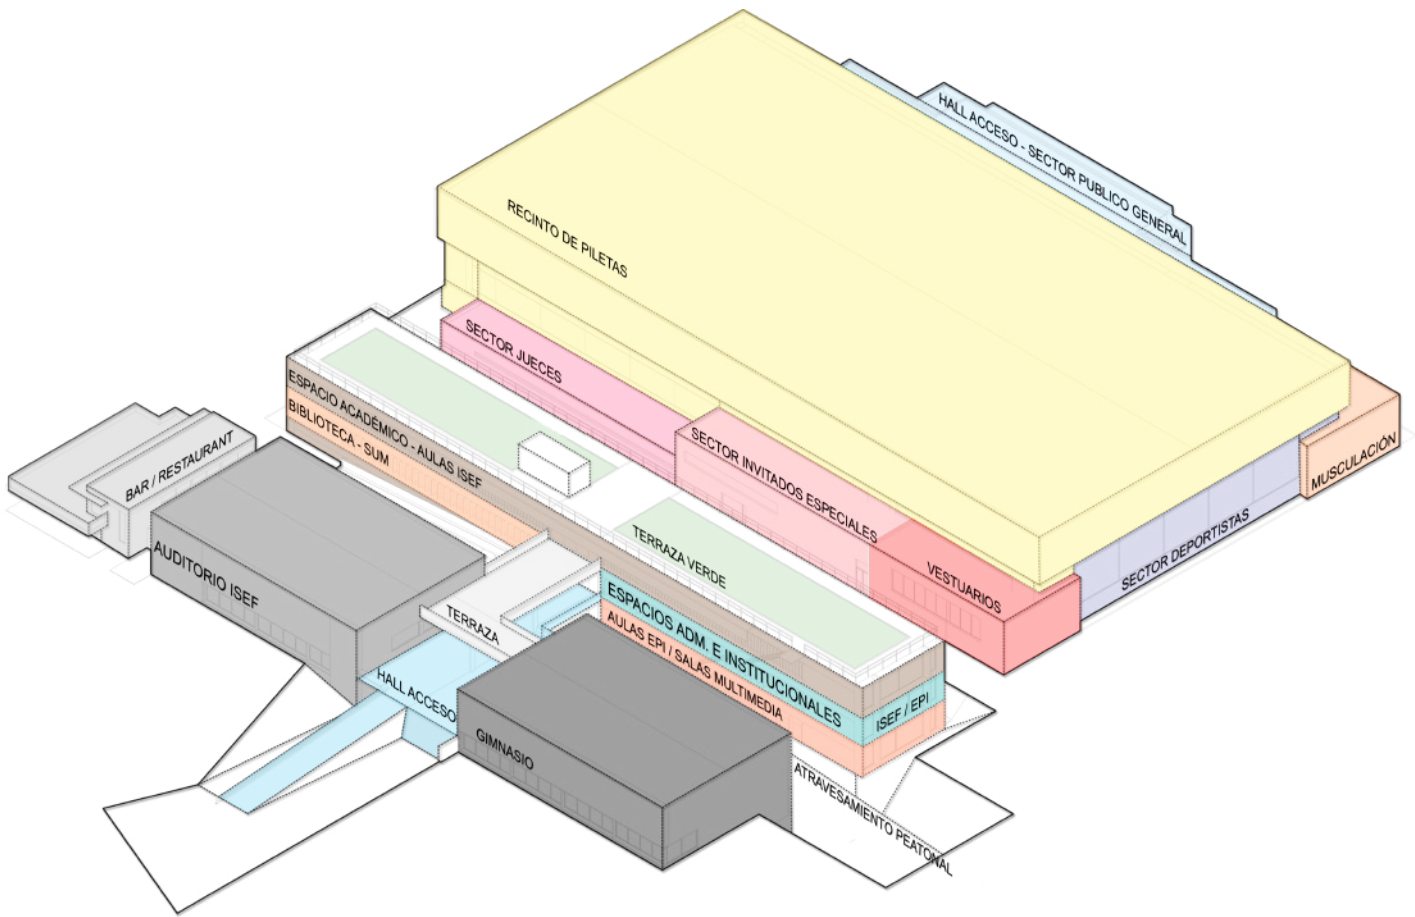 HALL ACCESO - SECTOR PUBLICO GENERAL
RECINTO DE PILETAS
SECTOR JUECES
ESPACIO ACADÉMICO - AULAS ISEF
BIBLIOTECA - SUM
SECTOR INVITADOS ESPECIALES
MUSCULACIÓN
BAR / RESTAURANT
SECTOR DEPORTISTAS
TERRAZA VERDE
VESTUARIOS
AUDITORIO ISEF
ESPACIOS ADM. E INSTITUCIONALES
ISEF / EPI
TERRAZA
AULAS EPI / SALAS MULTIMEDIA
HALL ACCESO
GIMNASIO
ATRAVESAMIENTO PEATONAL